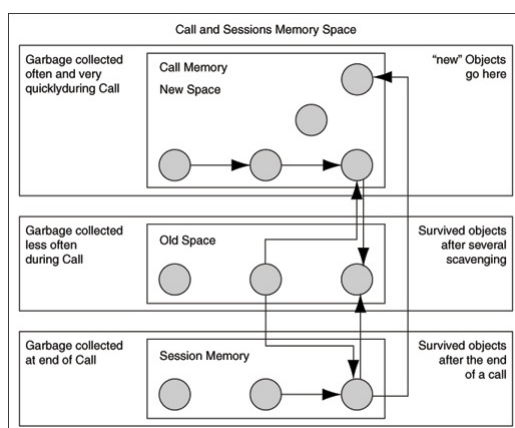 Call and Sessions Memory Space
Garbage collected
often and very
quicklyduring Call
Call Memory
New Space
“new” Objects
go here
Garbage collected
less often
during Call
Old Space
Survived objects
after several
scavenging
Garbage collected
at end of Call
Session Memory
Survived objects
after the end
of a call